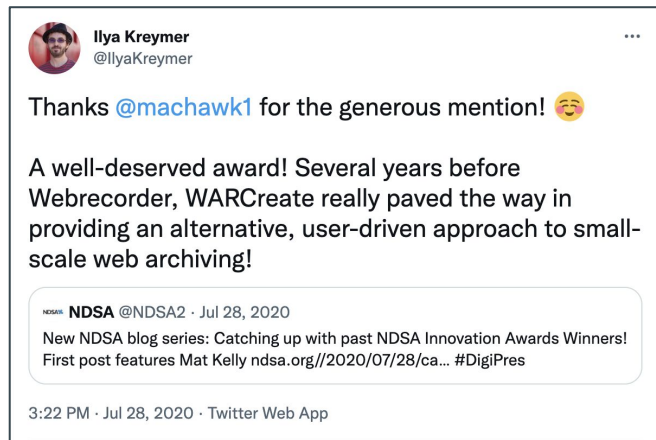 Ilya Kreymer
@IlyaKreymer
Thanks @machawk1 for the generous mention! ☺️
A well-deserved award! Several years before
Webrecorder, WARCreate really paved the way in
providing an alternative, user-driven approach to small-
scale web archiving!
NDSA NDSA @NDSA2 · Jul 28, 2020
New NDSA blog series: Catching up with past NDSA Innovation Awards Winners!
First post features Mat Kelly ndsa.org//2020/07/28/ca... #DigiPres
3:22 PM · Jul 28, 2020 · Twitter Web App